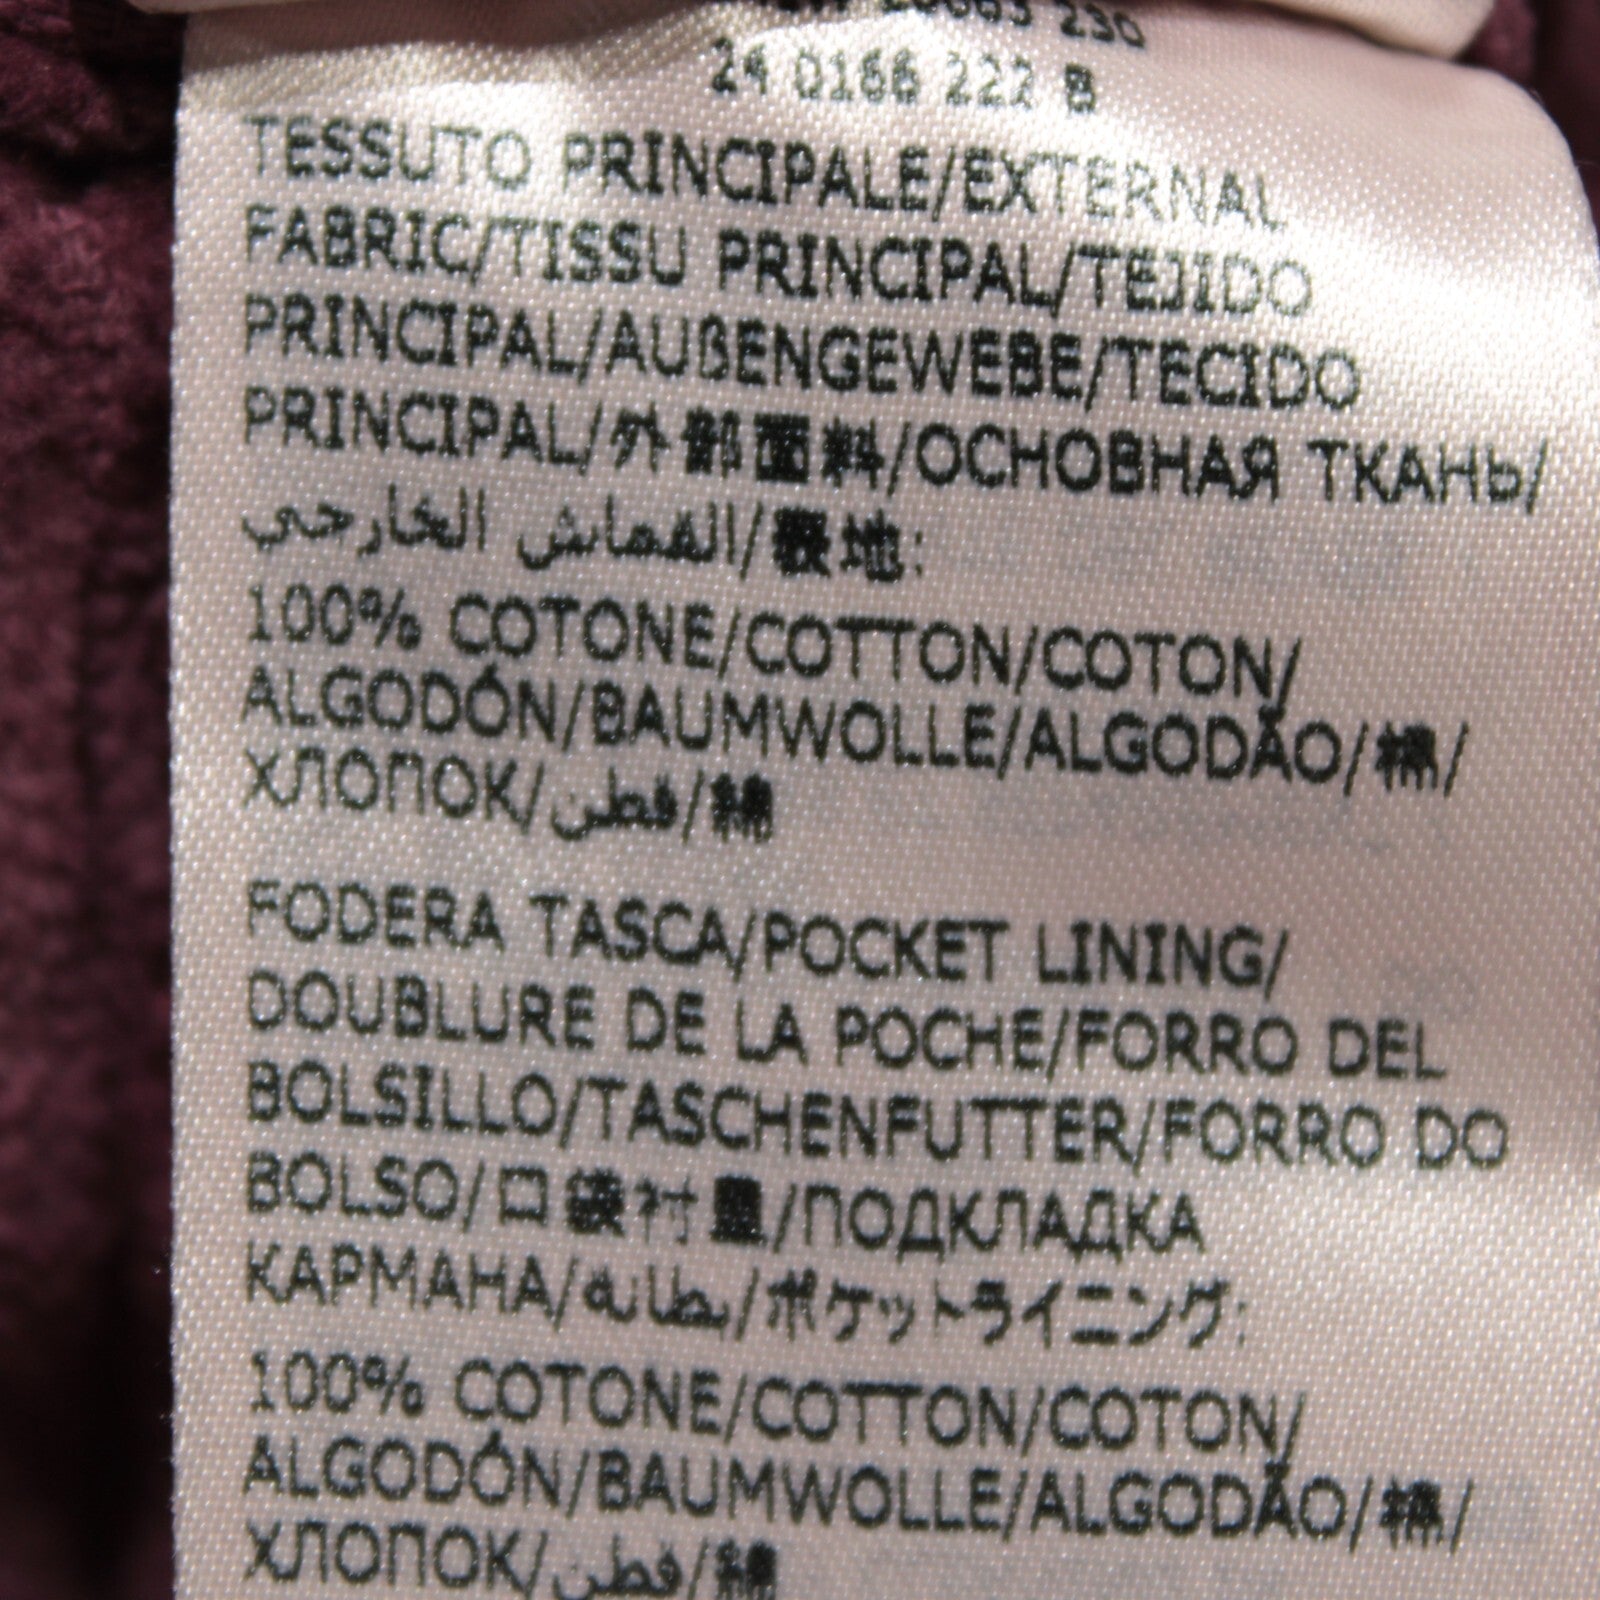 230
24 0166 222 B
TESSUTO PRINCIPALE/EXTERNAL
FABRIC/TISSU PRINCIPAL/TEJIDO
PRINCIPAL/AUßENGEWEBE/TECIDO
PRINCIPAL/外部面料/ОСНОВНАЯ ТКАНЬ/
القماش الخارجي/表地:
100% COTONE/COTTON/COTON/
ALGODÓN/BAUMWOLLE/ALGODÃO/棉/
ХЛОПОК/قطن/綿
FODERA TASCA/POCKET LINING/
DOUBLURE DE LA POCHE/FORRO DEL
BOLSILLO/TASCHENFUTTER/FORRO DO
BOLSO/口袋衬里/ПОДКЛАДКА
КАРМАНА/بطانه/ポケットライニング:
100% COTONE/COTTON/COTON/
ALGODÓN/BAUMWOLLE/ALGODÃO/棉/
ХЛОПОК/قطن/綿